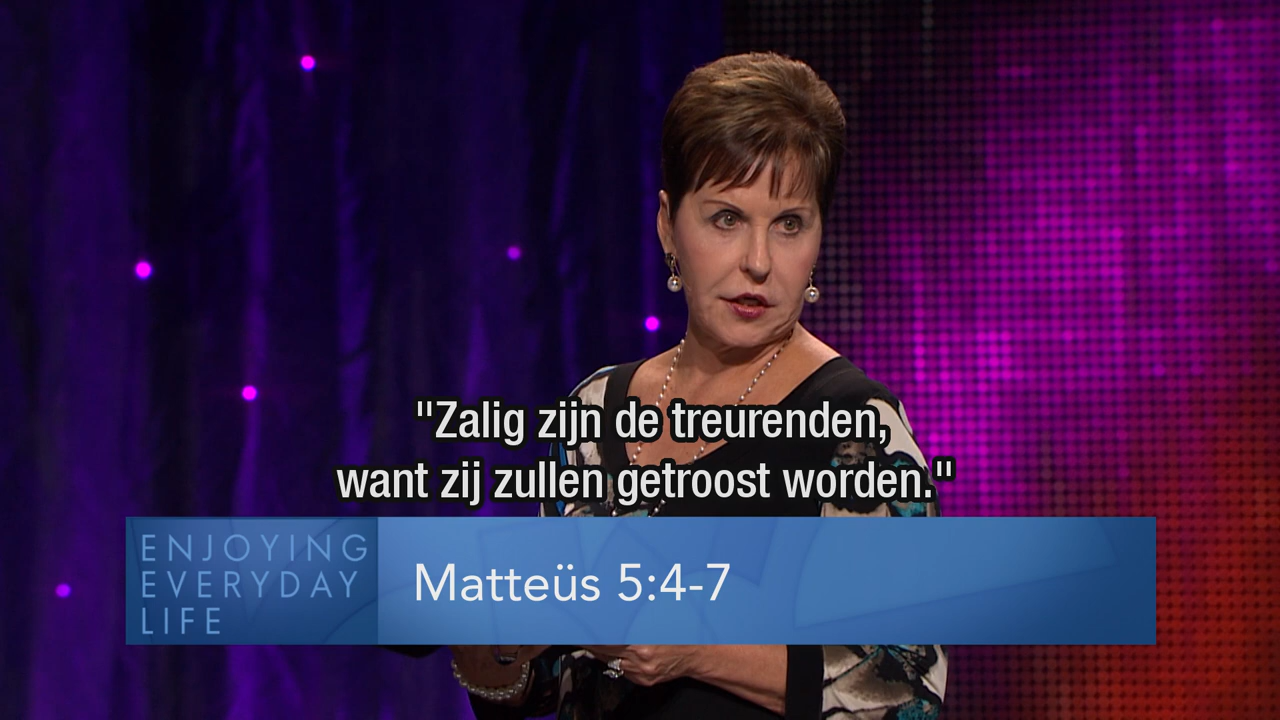 "Zalig zijn de treurenden,
want zij zullen getroost worden."
ENJOYING
EVERYDAY
LIFE
Matteüs 5:4-7